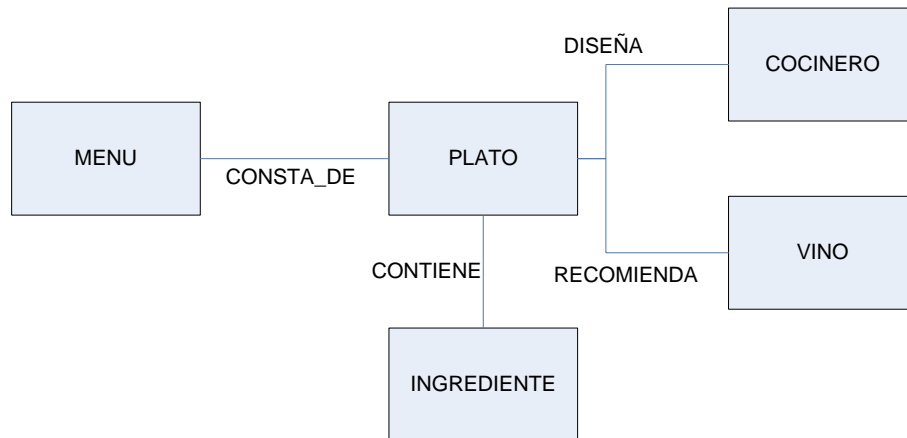 DISEÑA
COCINERO
MENU
PLATO
CONSTA_DE
VINO
CONTIENE
RECOMIENDA
INGREDIENTE